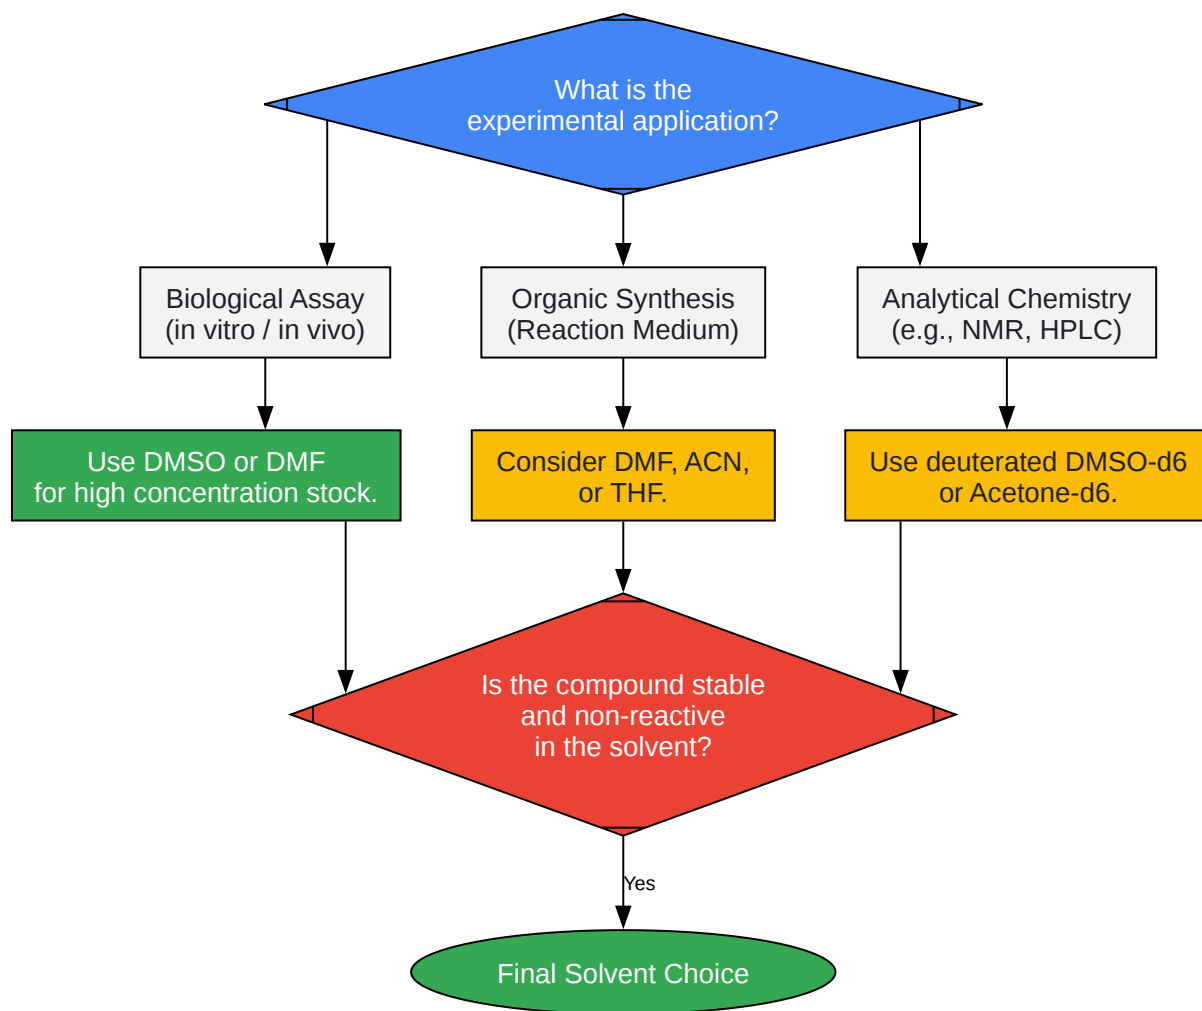 What is the
experimental application?
Biological Assay
(in vitro / in vivo)
Organic Synthesis
(Reaction Medium)
Analytical Chemistry
(e.g., NMR, HPLC)
Use DMSO or DMF
for high concentration stock.
Consider DMF, ACN,
or THF.
Use deuterated DMSO-d6
or Acetone-d6.
Is the compound stable
and non-reactive
in the solvent?
Yes
Final Solvent Choice